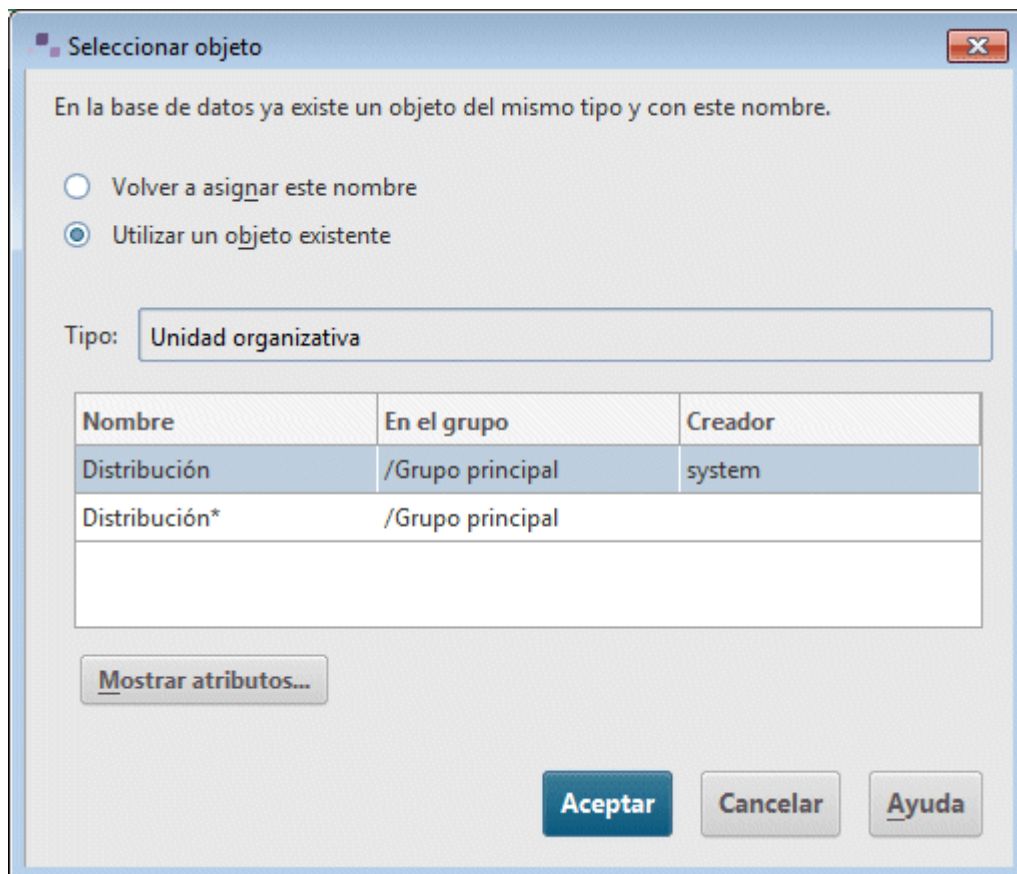 Seleccionar objeto
En la base de datos ya existe un objeto del mismo tipo y con este nombre.
Volver a asignar este nombre
Utilizar un objeto existente
Tipo: Unidad organizativa
Nombre En el grupo Creador
Distribución /Grupo principal system
Distribución* /Grupo principal
Mostrar atributos...
Aceptar Cancelar Ayuda